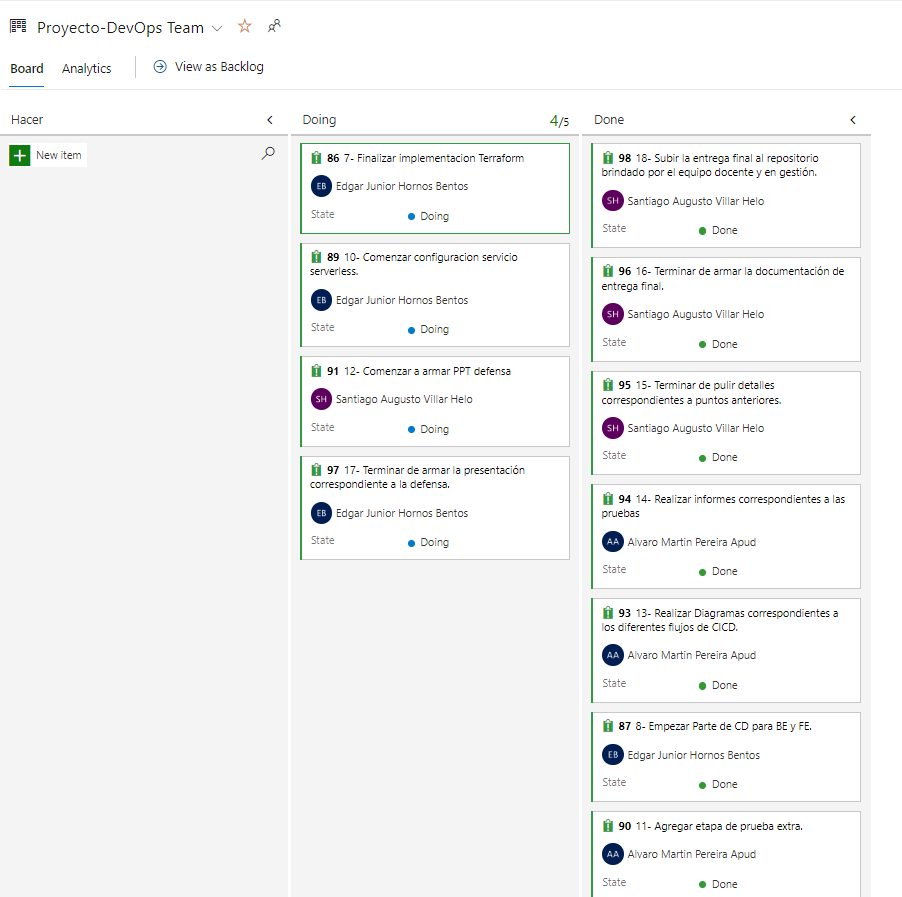 Proyecto-DevOps Team
Board
Analytics
View as Backlog
Hacer
New item
Doing
4/5
86 7- Finalizar implementacion Terraform
EB Edgar Junior Hornos Bentos
State
Doing
89 10- Comenzar configuracion servicio
serverless.
EB Edgar Junior Hornos Bentos
State
Doing
91 12- Comenzar a armar PPT defensa
SH Santiago Augusto Villar Helo
State
Doing
97 17- Terminar de armar la presentación
correspondiente a la defensa.
EB Edgar Junior Hornos Bentos
State
Doing
Done
98 18- Subir la entrega final al repositorio
brindado por el equipo docente y en gestión.
SH Santiago Augusto Villar Helo
State
Done
96 16- Terminar de armar la documentación de
entrega final.
SH Santiago Augusto Villar Helo
State
Done
95 15- Terminar de pulir detalles
correspondientes a puntos anteriores.
SH Santiago Augusto Villar Helo
State
Done
94 14- Realizar informes correspondientes a las
pruebas
AA Alvaro Martin Pereira Apud
State
Done
93 13- Realizar Diagramas correspondientes a
los diferentes flujos de CICD.
AA Alvaro Martin Pereira Apud
State
Done
87 8- Empezar Parte de CD para BE y FE.
EB Edgar Junior Hornos Bentos
State
Done
90 11- Agregar etapa de prueba extra.
AA Alvaro Martin Pereira Apud
State
Done